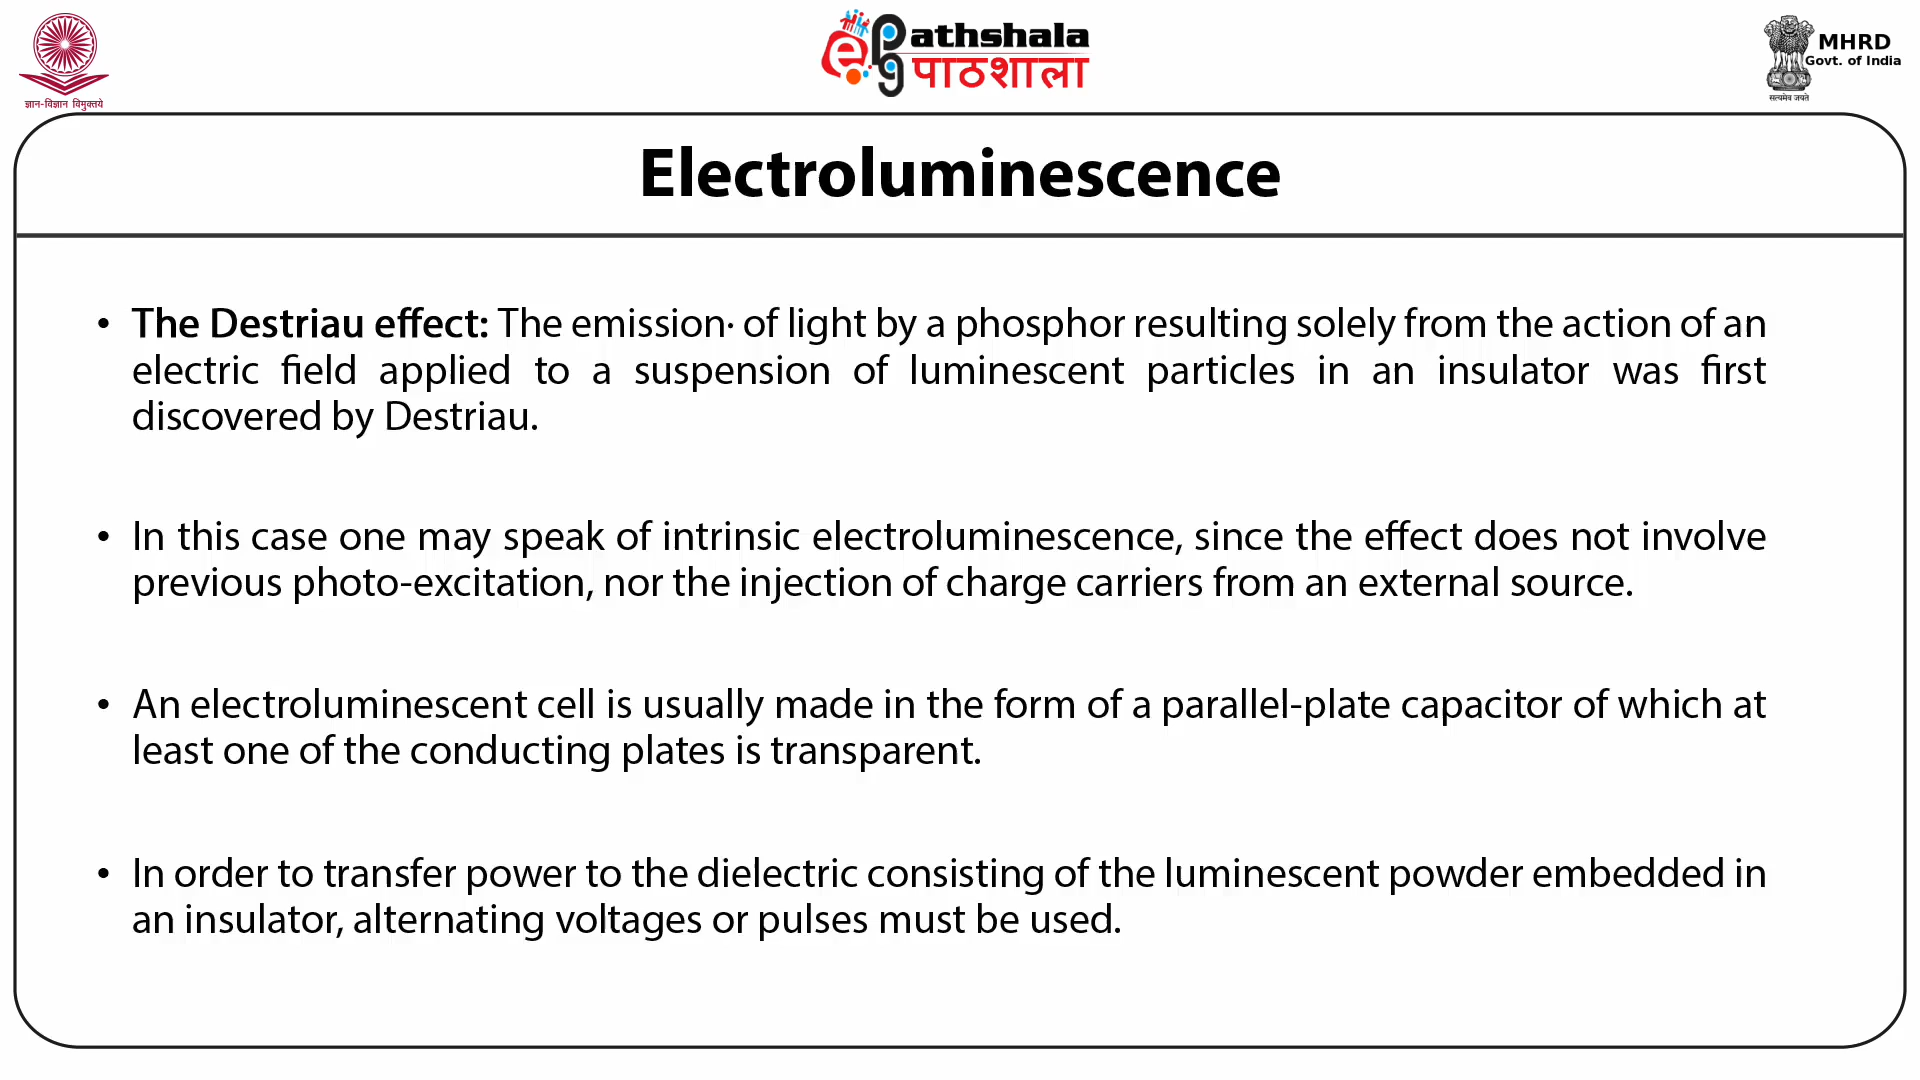 ज्ञान-विज्ञान विमुक्तये
ePathshala
पाठशाला
MHRD
Govt. of India
सत्यमेव जयते
Electroluminescence
• The Destriau effect: The emission· of light by a phosphor resulting solely from the action of an
electric field applied to a suspension of luminescent particles in an insulator was first
discovered by Destriau.
• In this case one may speak of intrinsic electroluminescence, since the effect does not involve
previous photo-excitation, nor the injection of charge carriers from an external source.
• An electroluminescent cell is usually made in the form of a parallel-plate capacitor of which at
least one of the conducting plates is transparent.
• In order to transfer power to the dielectric consisting of the luminescent powder embedded in
an insulator, alternating voltages or pulses must be used.